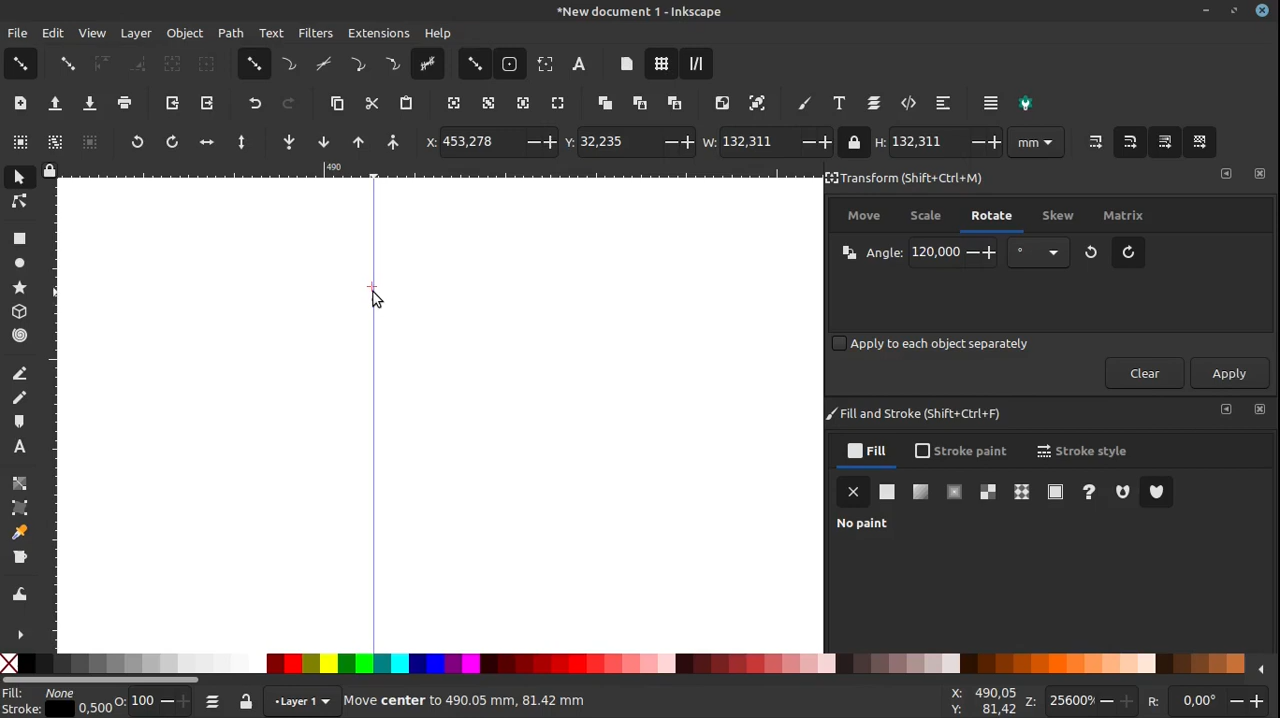 *New document 1 - Inkscape
File Edit View Layer Object Path Text Filters Extensions Help
X: 453,278 Y: 32,235 W: 132,311 H: 132,311 mm
490
Transform (Shift+Ctrl+M)
Move Scale Rotate Skew Matrix
Angle: 120,000 °
Apply to each object separately
Clear Apply
Fill and Stroke (Shift+Ctrl+F)
Fill Stroke paint Stroke style
No paint
Fill: None
Stroke: 0,500
O: 100
•Layer 1
Move center to 490.05 mm, 81.42 mm
X: 490,05
Y: 81,42
Z: 25600%
R: 0,00°